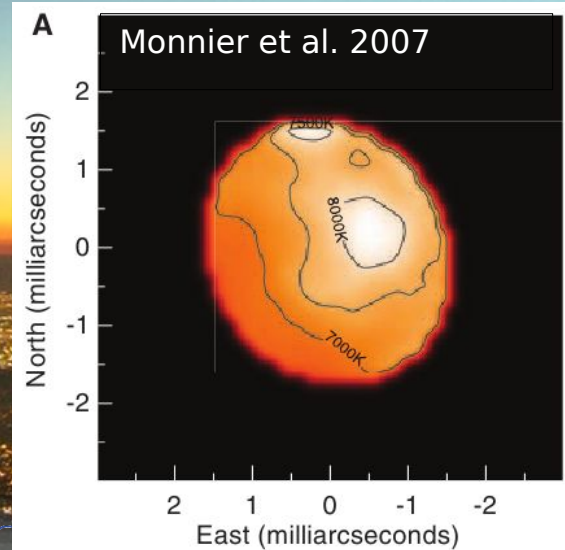 A
Monnier et al. 2007
North (milliarcseconds)
2
1
0
-1
-2
7500K
8000K
7000K
2 1 0 -1 -2
East (milliarcseconds)